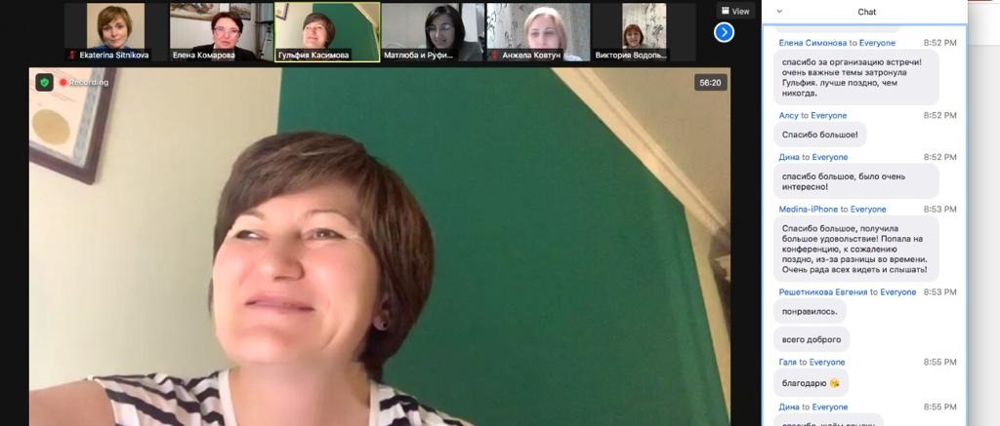 Ekaterina Sitnikova
Елена Комарова
Гульфия Касимова
Матлюба и Руфи...
Анжела Ковтун
Виктория Водоль...
View
Recording
56:20
Chat
Елена Симонова to Everyone 8:52 PM
спасибо за организацию встречи!
очень важные темы затронула
Гульфия. лучше поздно, чем
никогда.
Алсу to Everyone 8:52 PM
Спасибо большое!
Дина to Everyone 8:52 PM
спасибо большое, было очень
интересно!
Medina-iPhone to Everyone 8:53 PM
Спасибо большое, получила
большое удовольствие! Попала на
конференцию, к сожалению
поздно, из-за разницы во времени.
Очень рада всех видеть и слышать!
Решетникова Евгения to Everyone 8:53 PM
понравилось.
всего доброго
Галя to Everyone 8:55 PM
благодарю 😘
Дина to Everyone 8:55 PM